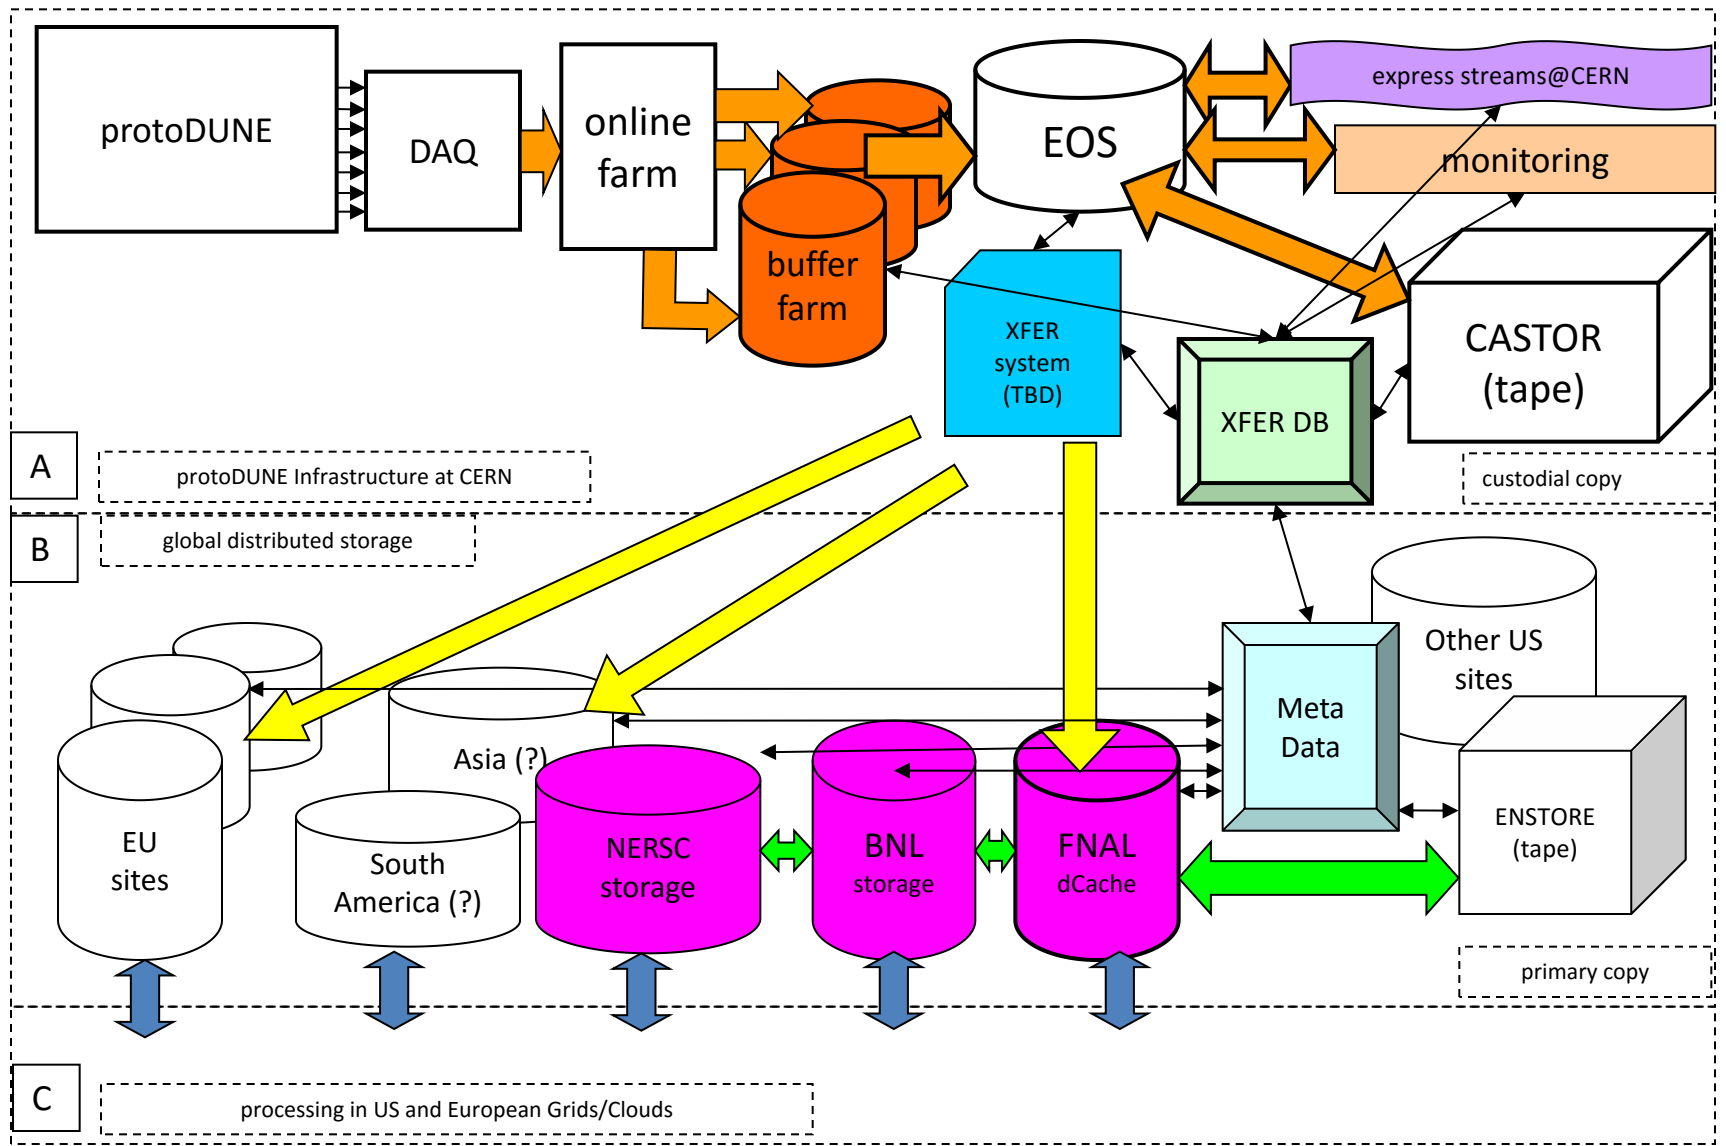 protoDUNE
DAQ
online
farm
buffer
farm
EOS
express streams@CERN
monitoring
XFER
system
(TBD)
XFER DB
CASTOR
(tape)
A
protoDUNE Infrastructure at CERN
custodial copy
B
global distributed storage
EU
sites
Asia (?)
South
America (?)
NERSC
storage
BNL
storage
FNAL
dCache
Meta
Data
Other US
sites
ENSTORE
(tape)
primary copy
C
processing in US and European Grids/Clouds